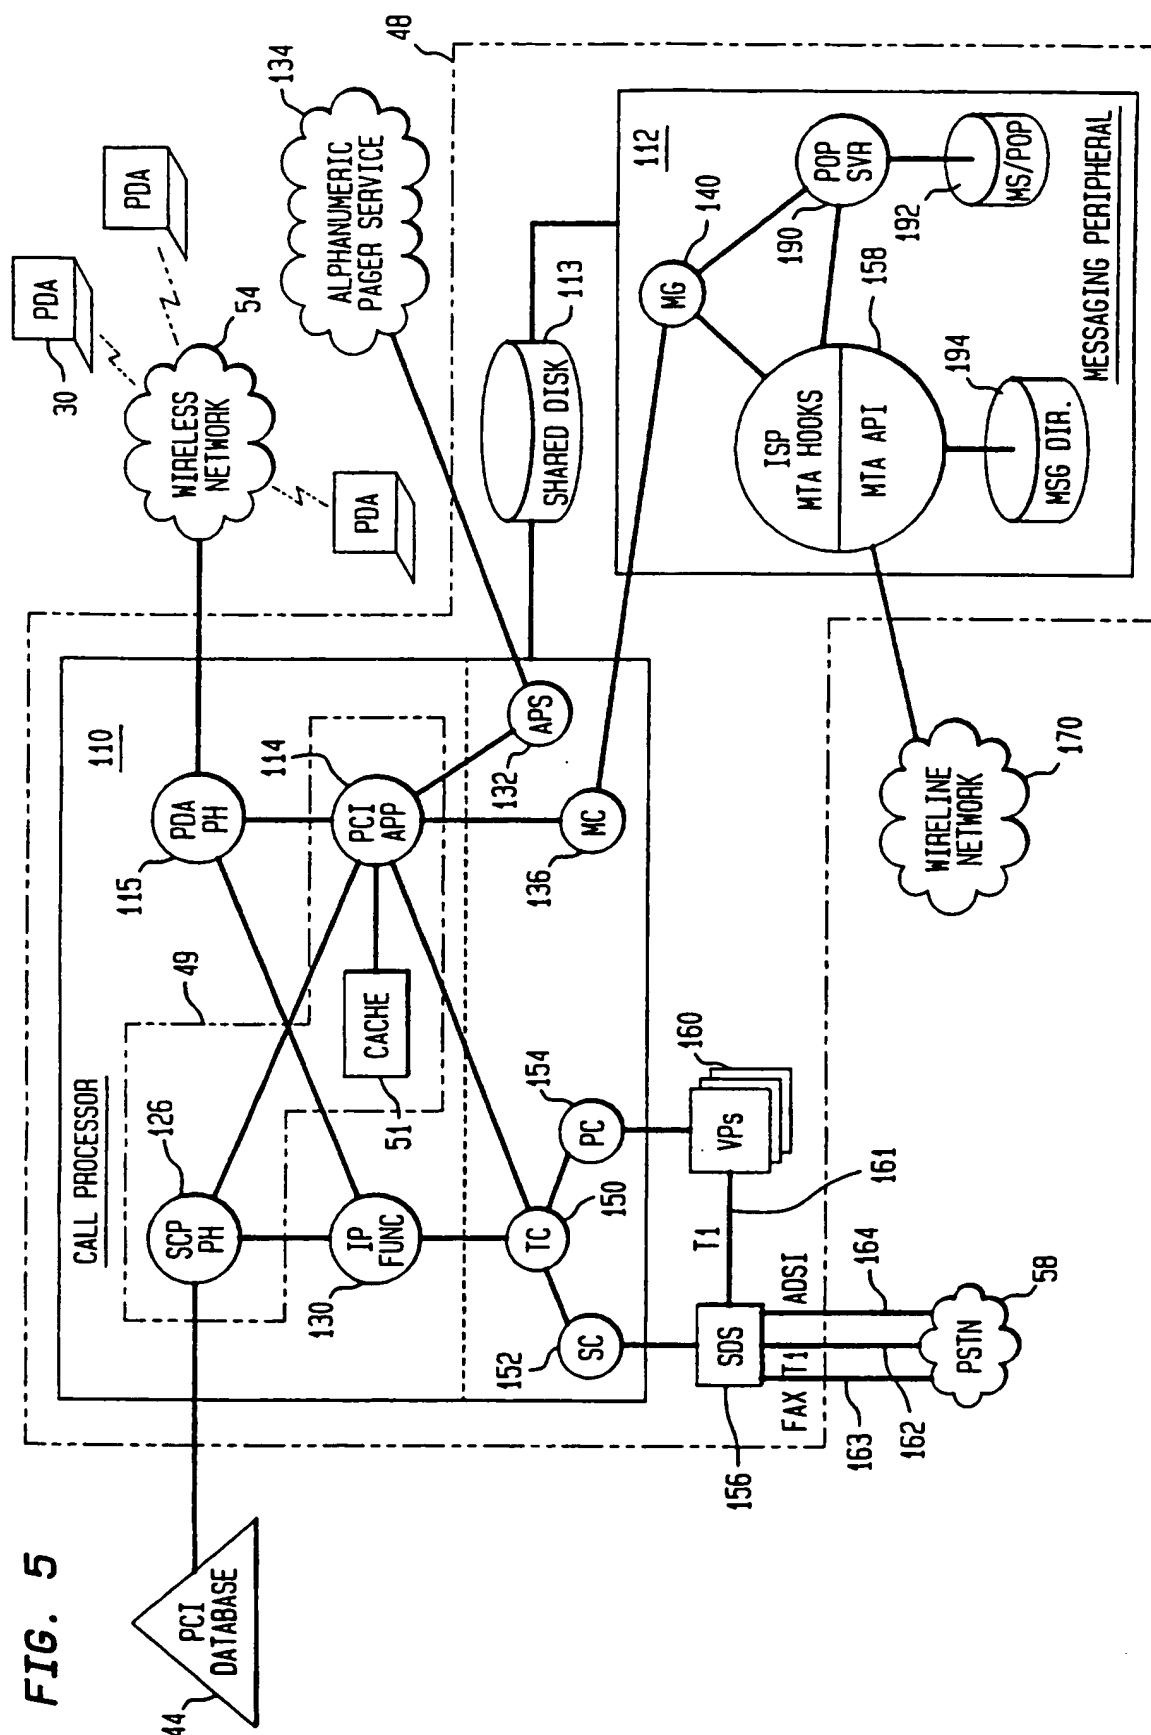 FIG. 5
PCI
DATABASE
44
CALL PROCESSOR
110
126
SCP
PH
49
115
PDA
PH
WIRELESS
NETWORK
54
30
PDA
PDA
PDA
134
ALPHANUMERIC
PAGER SERVICE
48
130
IP
FUNC
51
CACHE
114
PCI
APP
132
APS
113
SHARED DISK
152
SC
TC
150
PC
154
136
MC
112
MG
140
POP
SVR
190
MS/POP
192
ISP
MTA HOOKS
MTA API
158
194
MSG DIR.
MESSAGING PERIPHERAL
156
SDS
T1
161
VPs
160
FAX
T1
ADSI
163
162
164
PSTN
58
WIRELINE
NETWORK
170